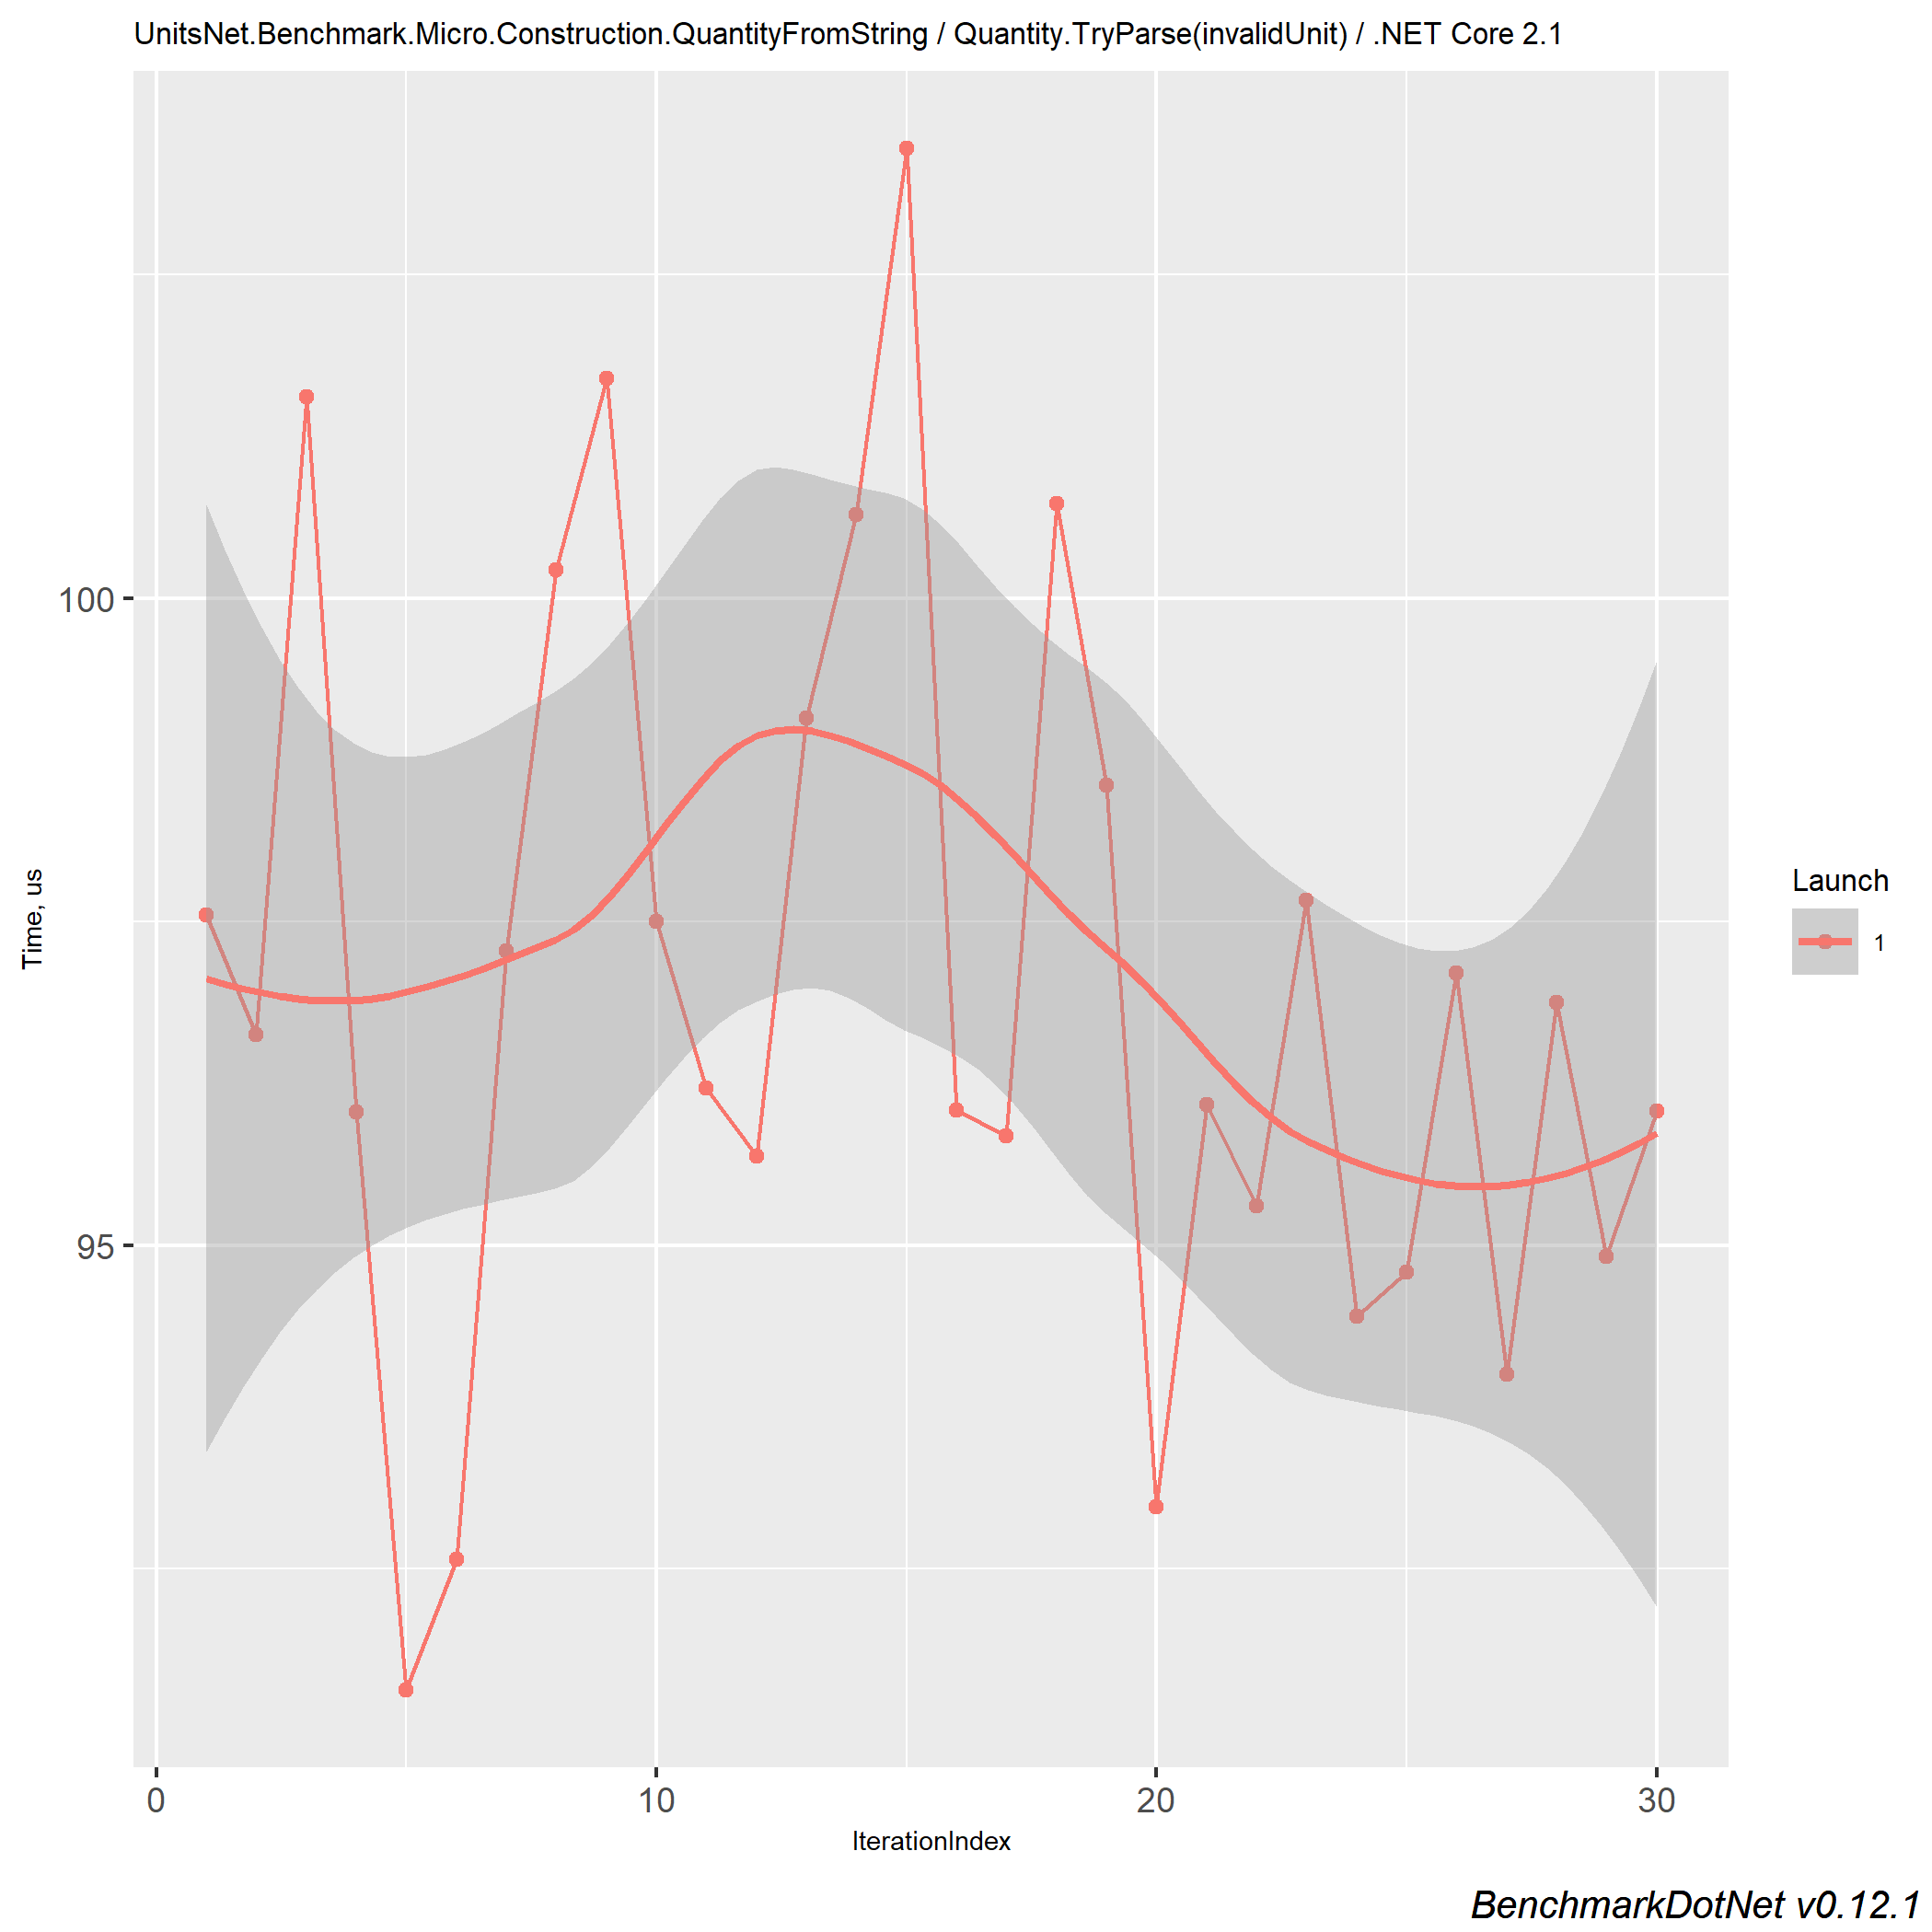 UnitsNet.Benchmark.Micro.Construction.QuantityFromString / Quantity.TryParse(invalidUnit) / .NET Core 2.1
100
95
Time, us
0
10
20
30
IterationIndex
Launch
1
BenchmarkDotNet v0.12.1